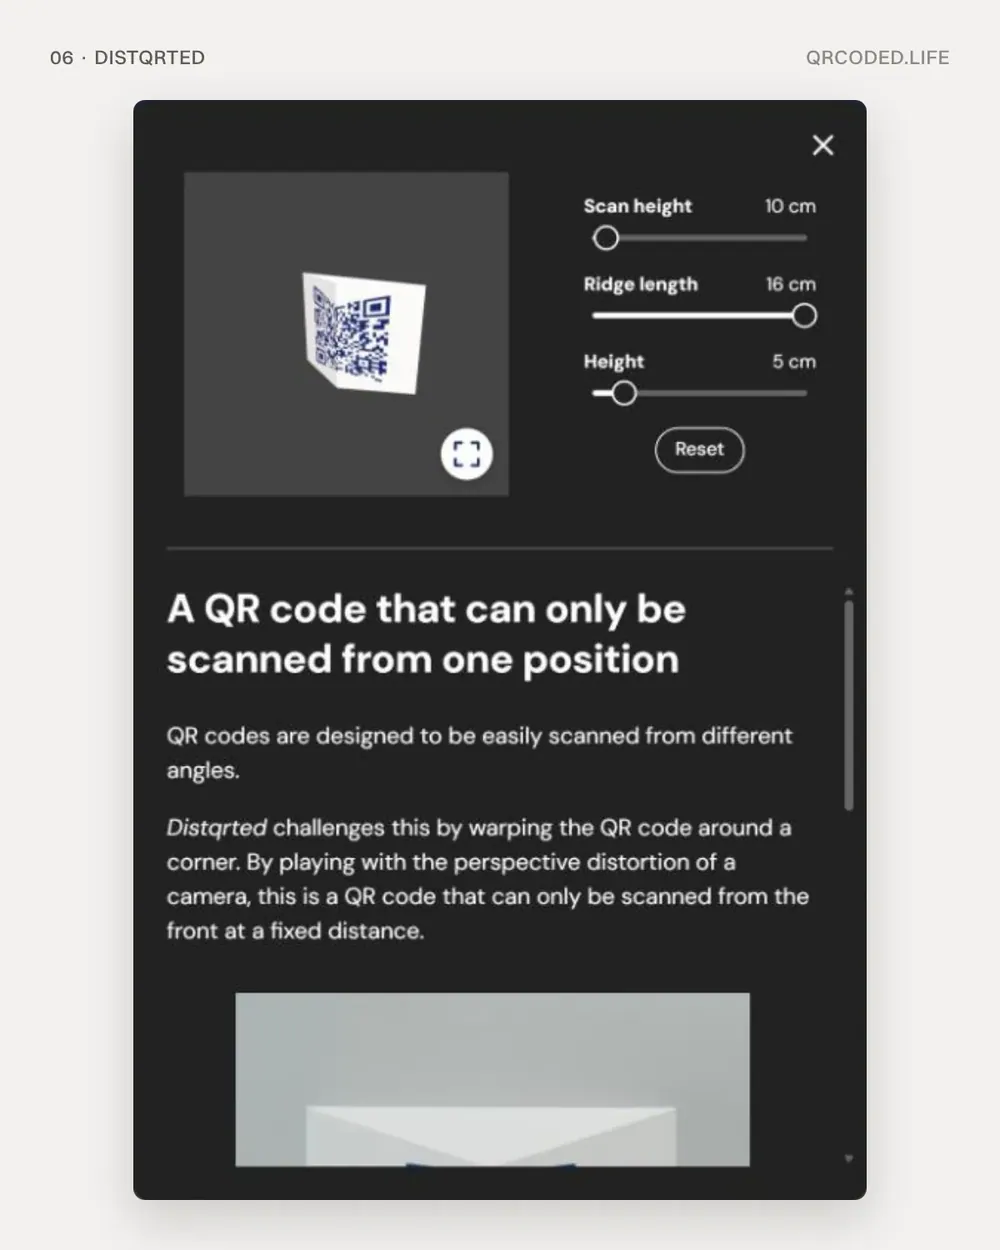 06 · DISTQRTED
QRCODED.LIFE
Scan height 10 cm
Ridge length 16 cm
Height 5 cm
Reset
A QR code that can only be
scanned from one position
QR codes are designed to be easily scanned from different
angles.
Distqrted challenges this by warping the QR code around a
corner. By playing with the perspective distortion of a
camera, this is a QR code that can only be scanned from the
front at a fixed distance.